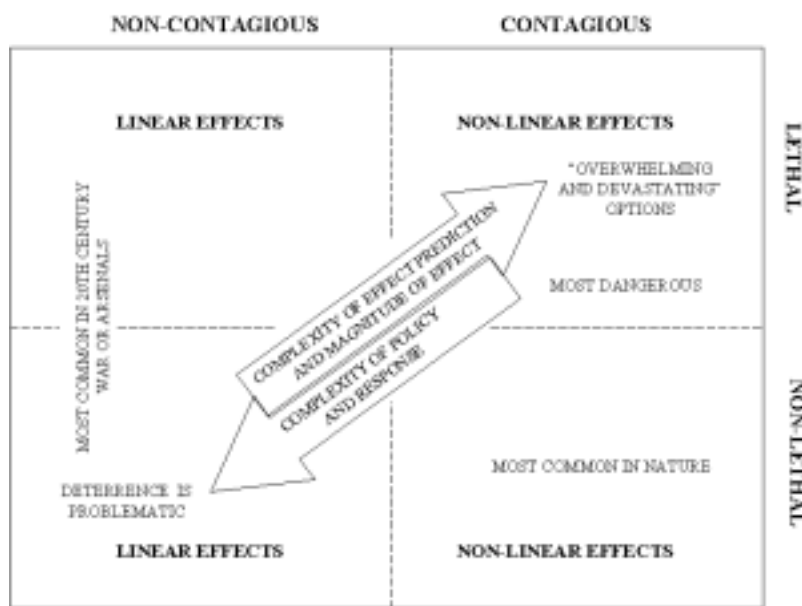 NON-CONTAGIOUS
CONTAGIOUS
LINEAR EFFECTS
NON-LINEAR EFFECTS
LETHAL
"OVERWHELMING
AND DEVASTATING"
OPTIONS
MOST COMMON IN 20TH CENTURY
WAR OR ARSENALS
COMPLEXITY OF EFFECT PREDICTION
AND MAGNITUDE OF EFFECT
MOST DANGEROUS
COMPLEXITY OF POLICY
AND RESPONSE
NON-LETHAL
MOST COMMON IN NATURE
DETERRENCE IS
PROBLEMATIC
LINEAR EFFECTS
NON-LINEAR EFFECTS